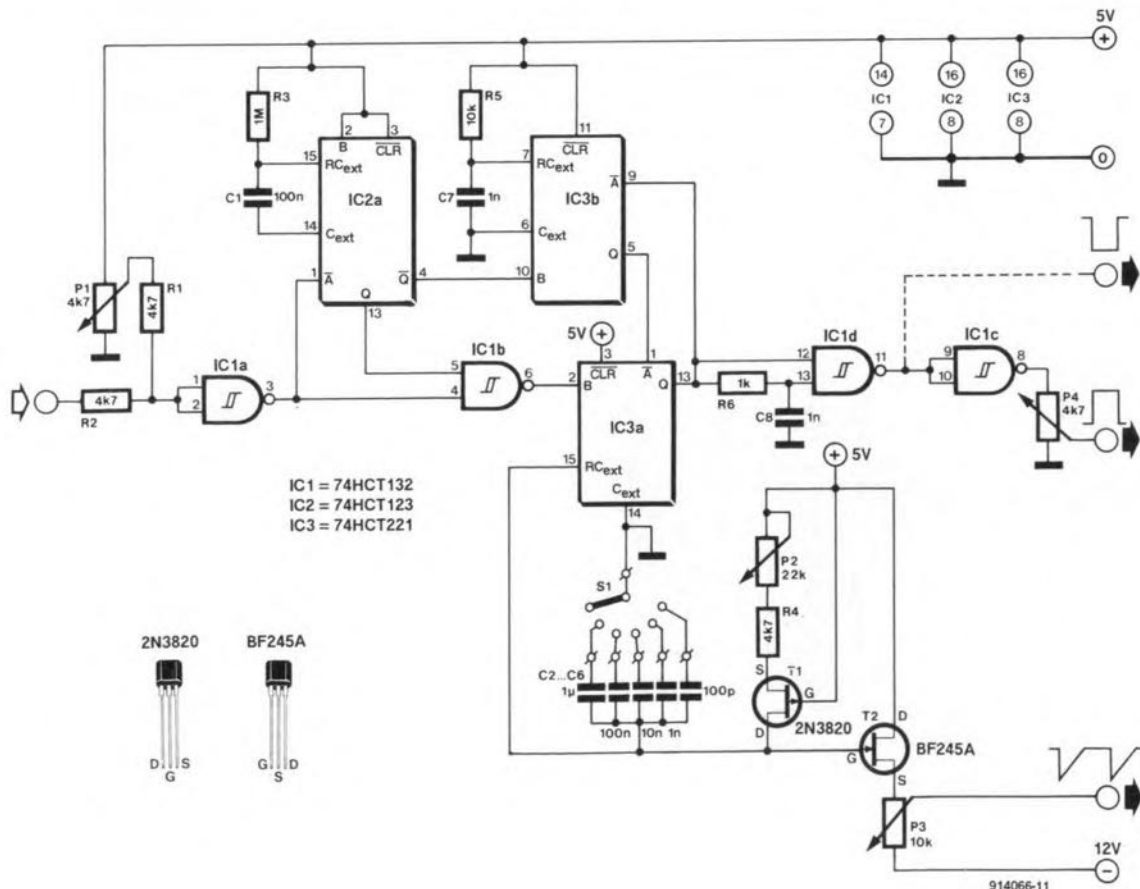 5V
+
14
16
16
IC1
IC2
IC3
7
8
8
0
R3
1M
2
3
B
CLR
15
RCext
C1
100n
IC2a
14
Cext
1
A
Q
4
Q
13
R5
10k
11
CLR
7
RCext
A
9
C7
1n
IC3b
6
Cext
Q
5
10
B
P1
4k7
R1
4k7
IC1a
1
2
3
4k7
R2
IC1b
5
4
6
5V
+
3
1
CLR
A
2
B
Q
13
IC3a
15
RCext
Cext
14
R6
1k
C8
1n
IC1d
12
13
11
IC1c
9
10
8
P4
4k7
IC1 = 74HCT132
IC2 = 74HCT123
IC3 = 74HCT221
S1
C2...C6
1µ
100n
10n
1n
100p
+
5V
P2
22k
R4
4k7
S
T1
G
D
2N3820
T2
D
G
S
BF245A
P3
10k
12V
−
2N3820
BF245A
D
G
S
G
S
D
914066-11